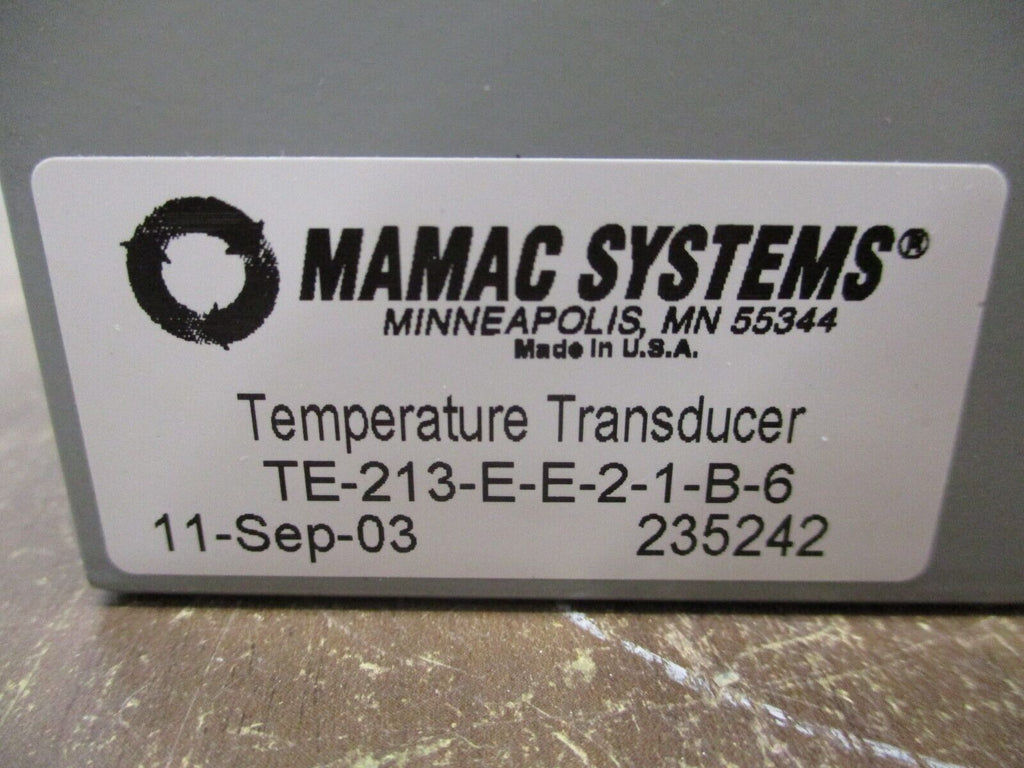 MAMAC SYSTEMS®
MINNEAPOLIS, MN 55344
Made in U.S.A.
Temperature Transducer
TE-213-E-E-2-1-B-6
11-Sep-03 235242